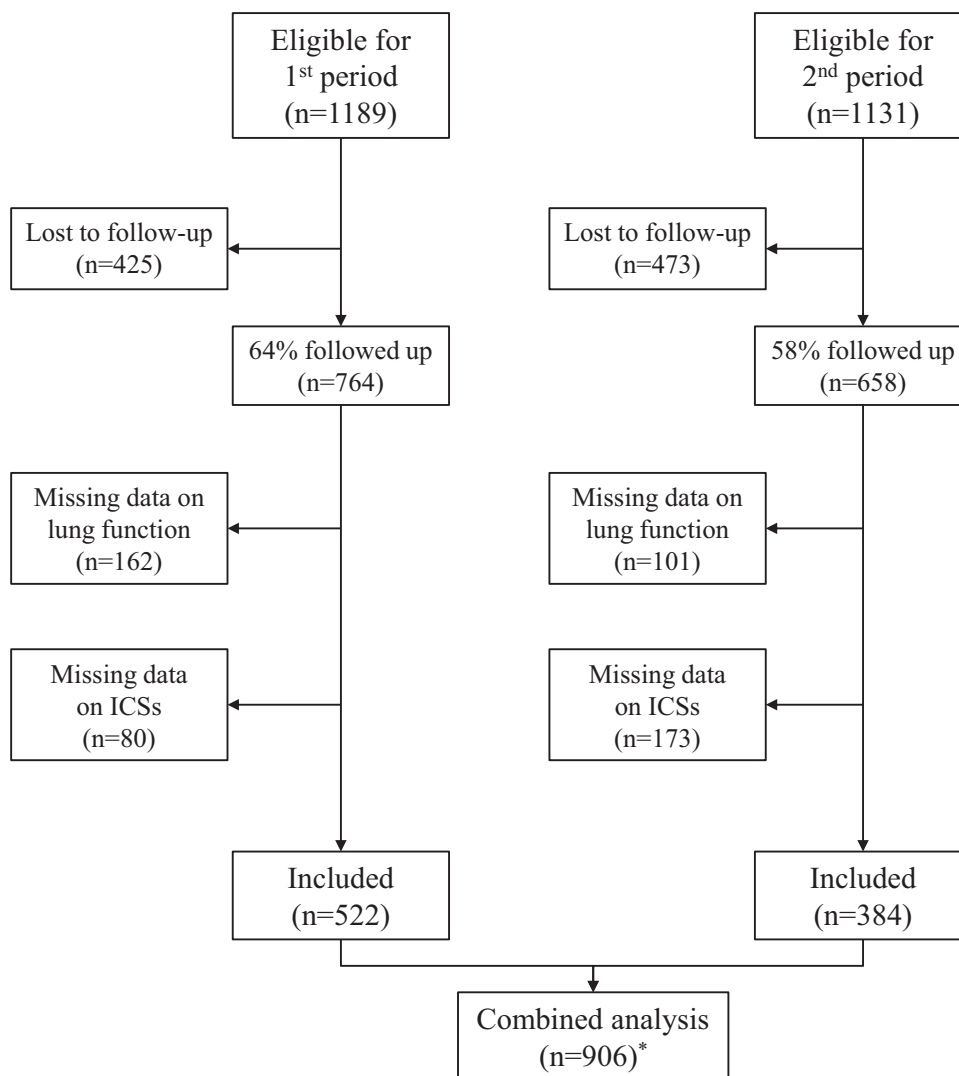 Eligible for
1st period
(n=1189)
Eligible for
2nd period
(n=1131)
Lost to follow-up
(n=425)
Lost to follow-up
(n=473)
64% followed up
(n=764)
58% followed up
(n=658)
Missing data on
lung function
(n=162)
Missing data on
lung function
(n=101)
Missing data
on ICSs
(n=80)
Missing data
on ICSs
(n=173)
Included
(n=522)
Included
(n=384)
Combined analysis
(n=906)*